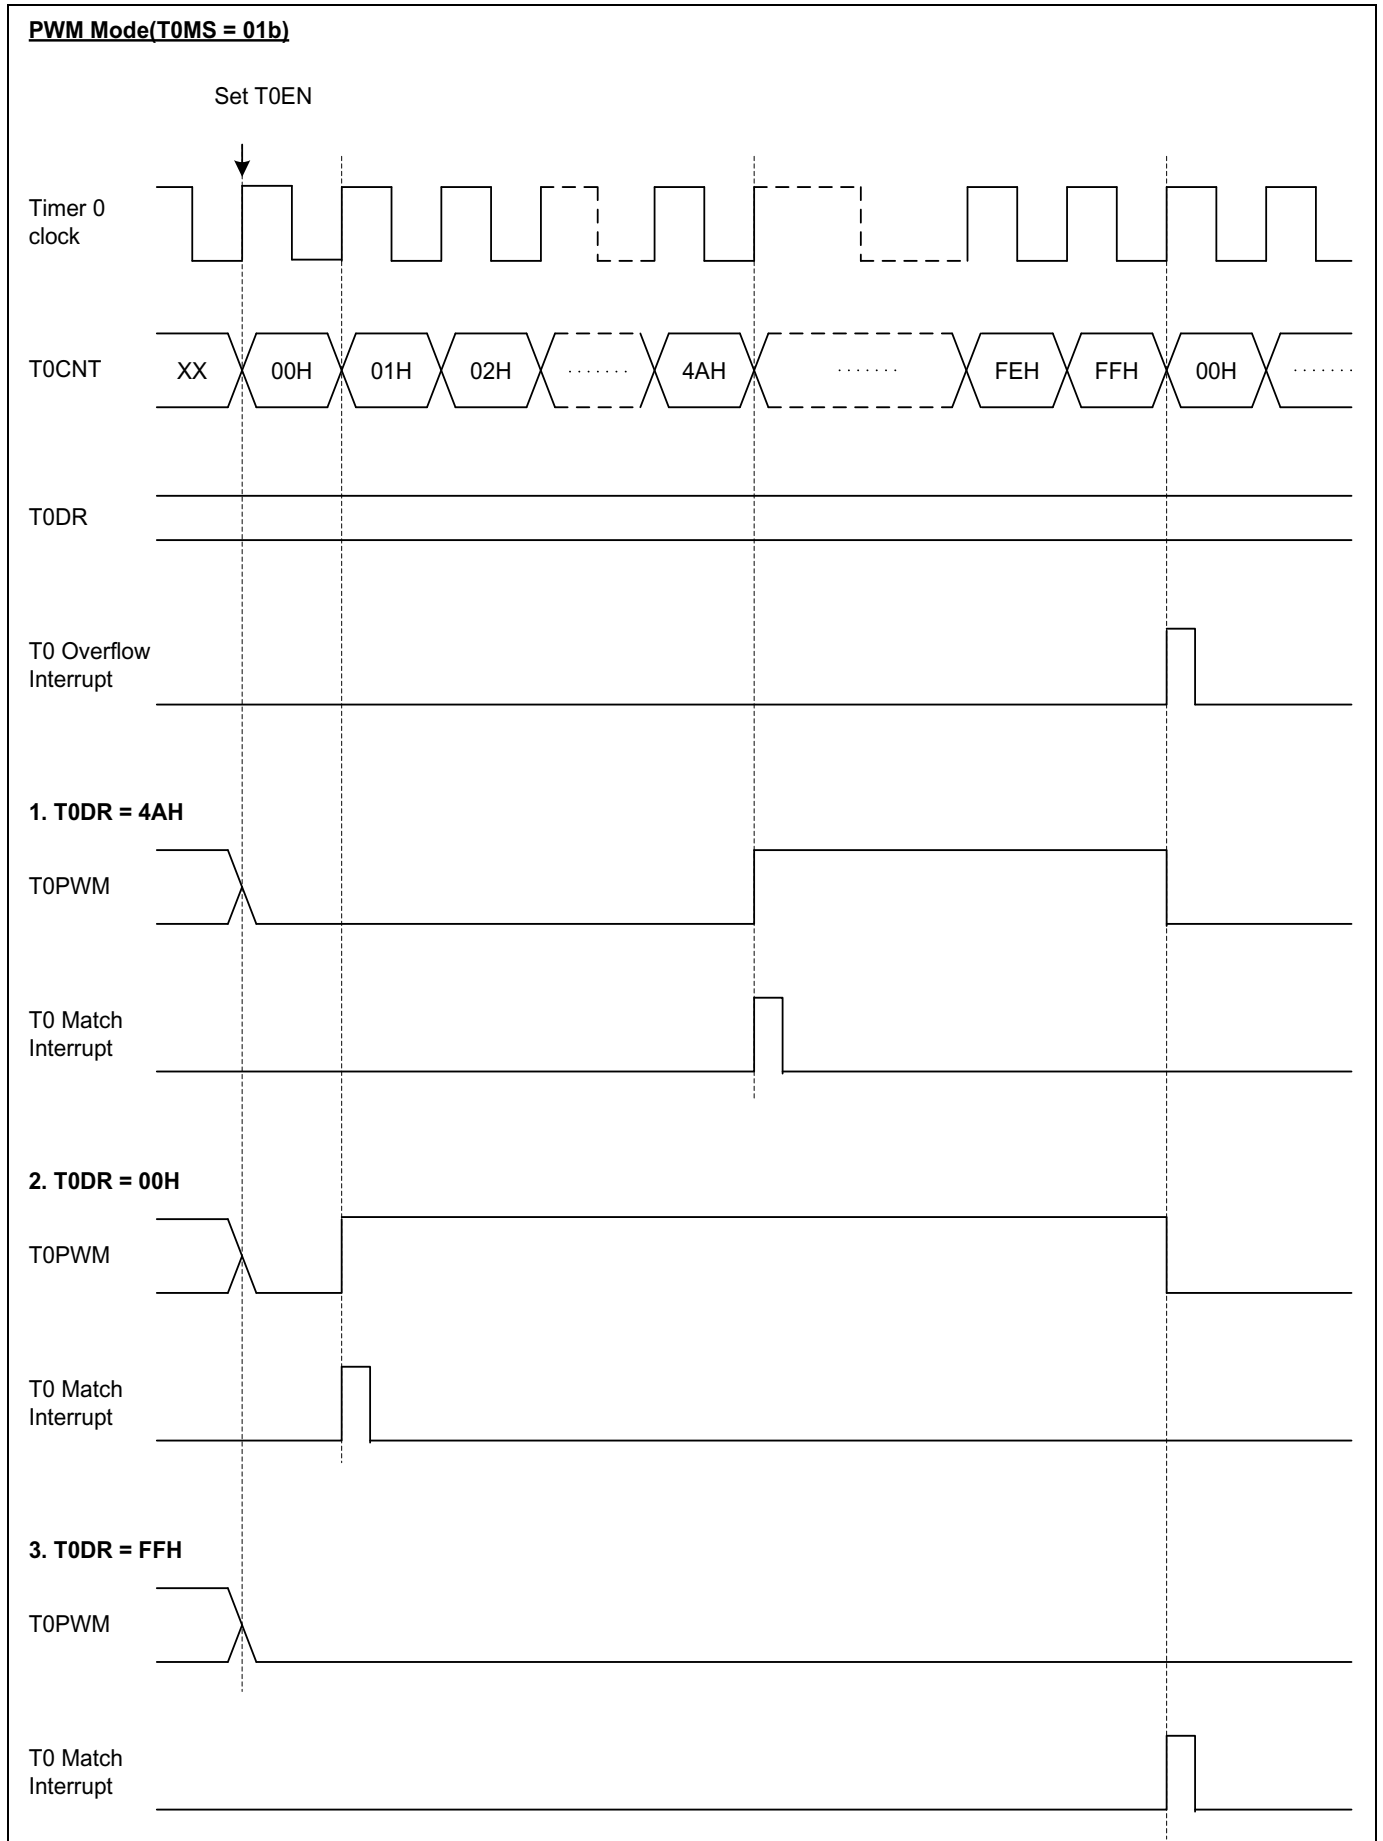 PWM Mode(T0MS = 01b)
Set T0EN
Timer 0
clock
T0CNT XX 00H 01H 02H ······· 4AH ······· FEH FFH 00H ·······
T0DR
T0 Overflow
Interrupt
1. T0DR = 4AH
T0PWM
T0 Match
Interrupt
2. T0DR = 00H
T0PWM
T0 Match
Interrupt
3. T0DR = FFH
T0PWM
T0 Match
Interrupt